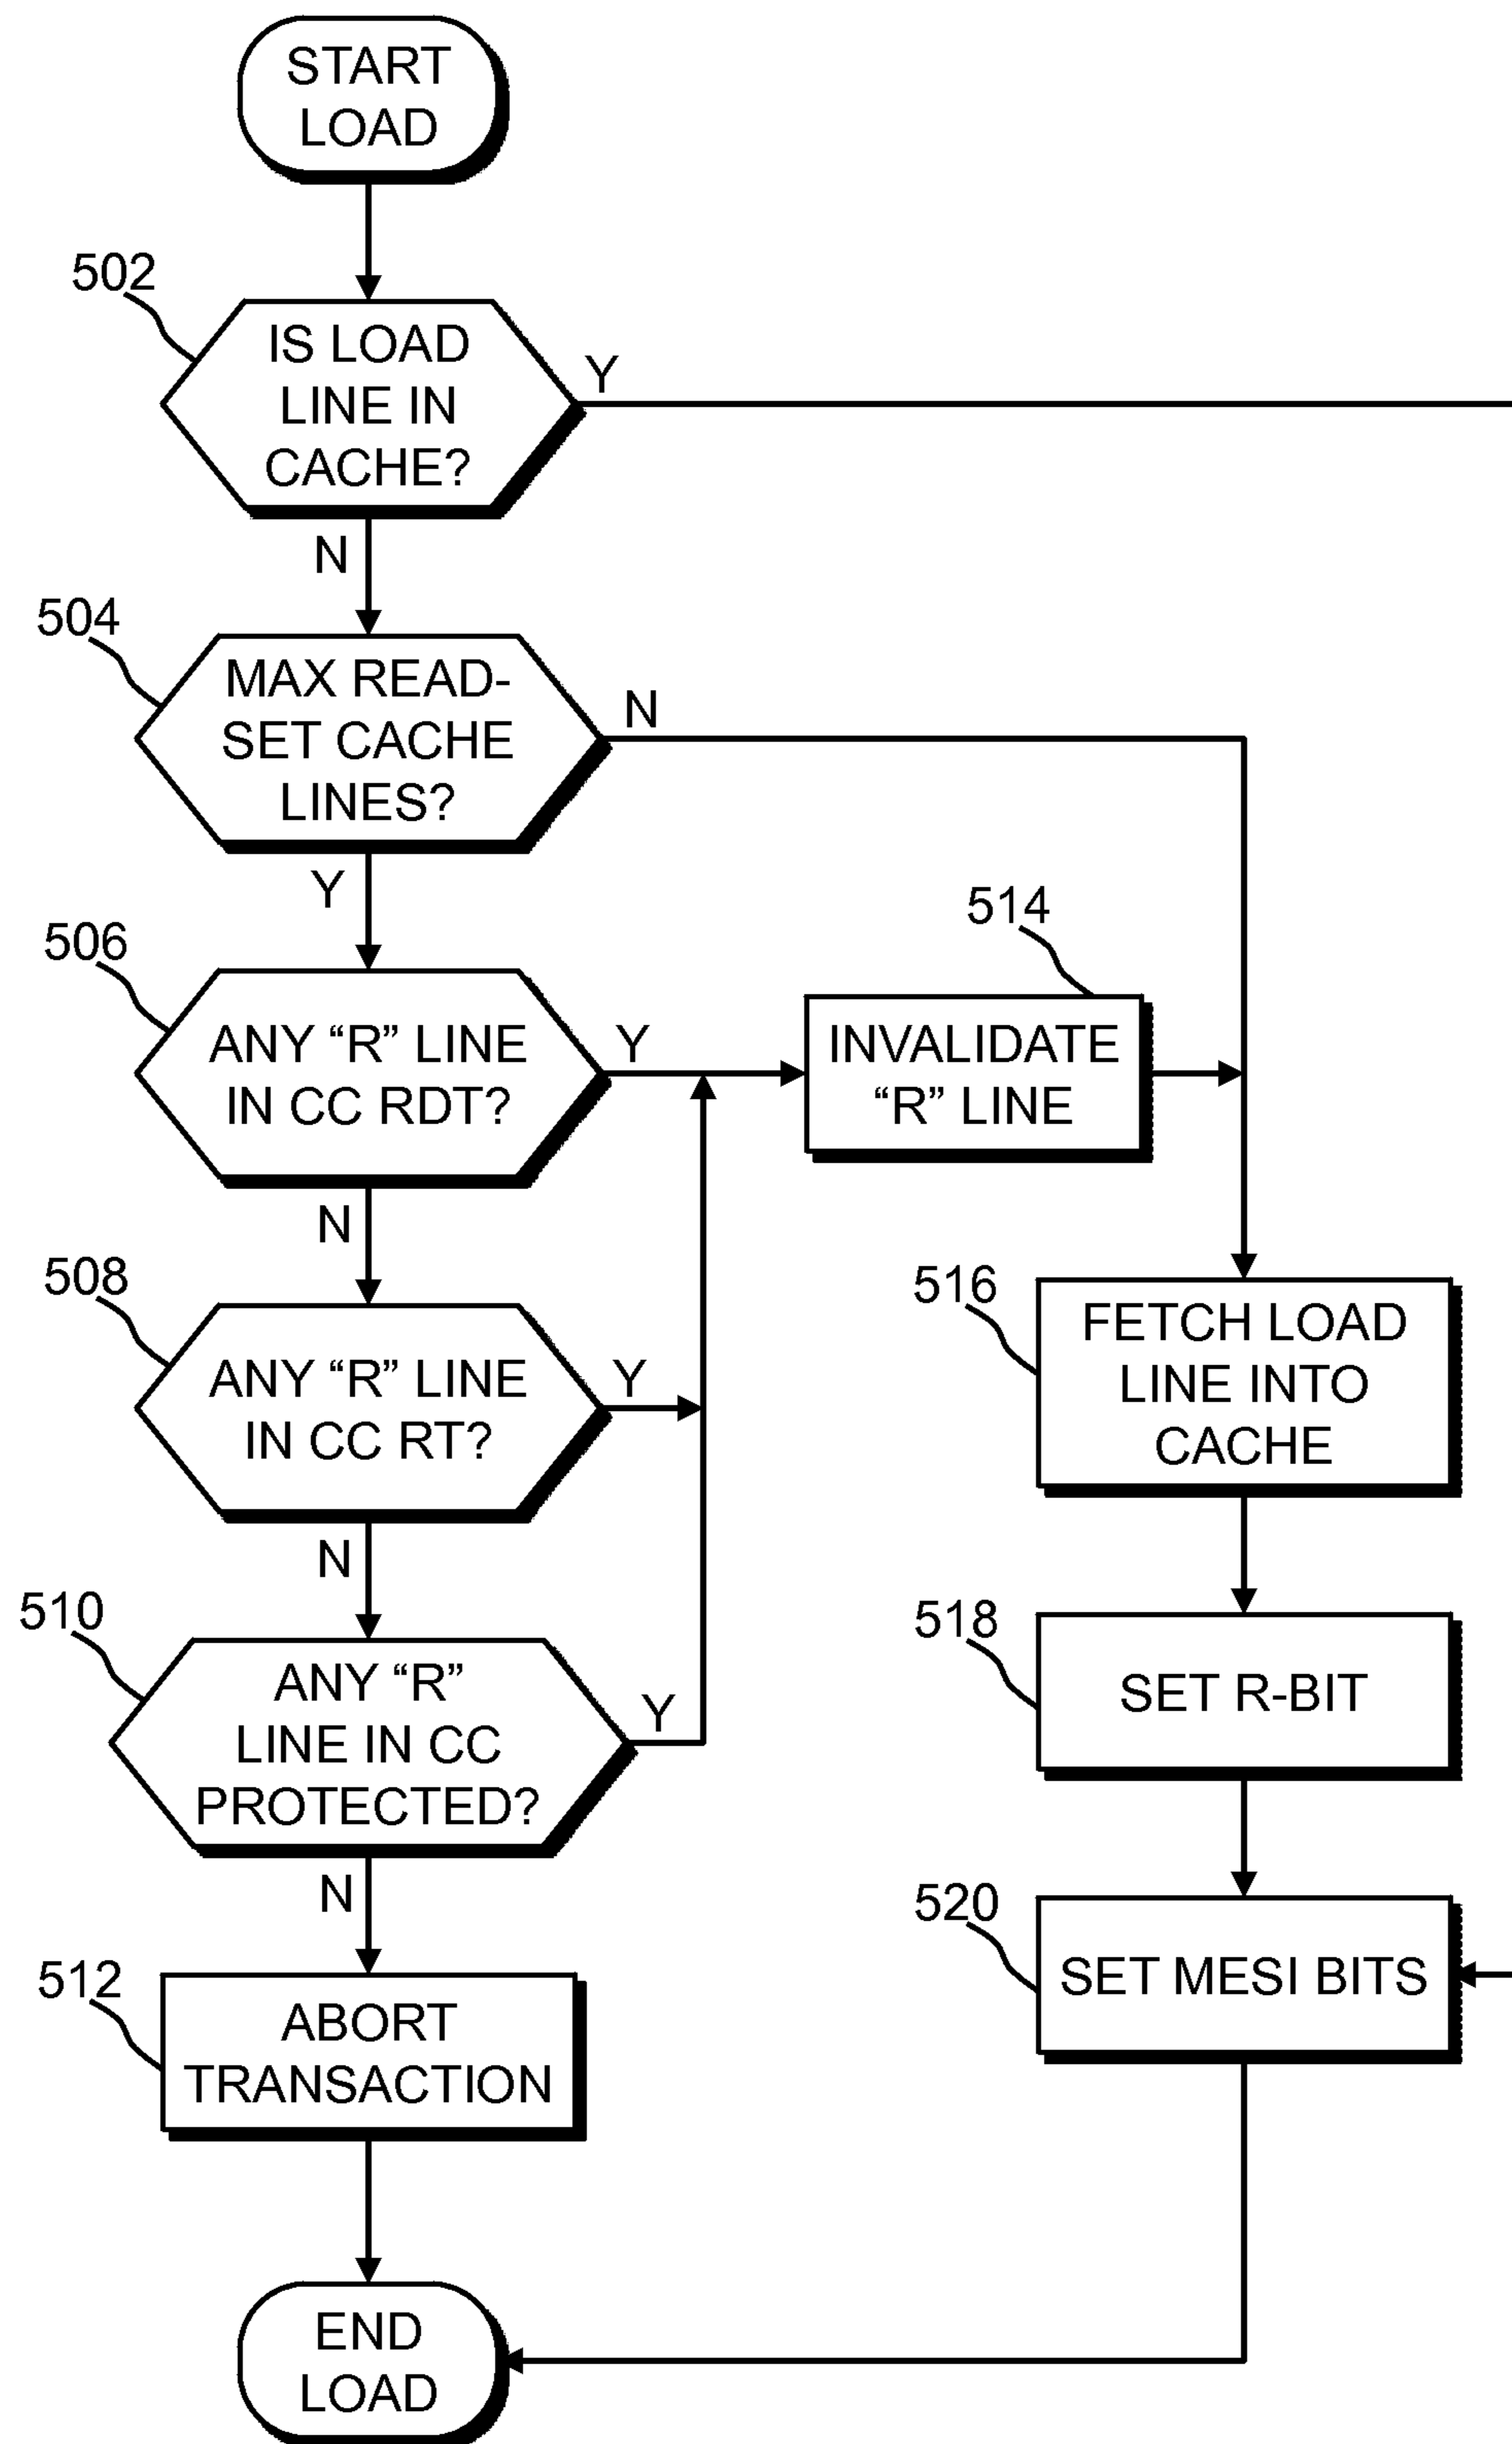 START
LOAD
502
IS LOAD
LINE IN
CACHE?
Y
N
504
MAX READ-
SET CACHE
LINES?
N
Y
506
ANY “R” LINE
IN CC RDT?
Y
N
514
INVALIDATE
“R” LINE
508
ANY “R” LINE
IN CC RT?
Y
N
510
ANY “R”
LINE IN CC
PROTECTED?
Y
N
512
ABORT
TRANSACTION
516
FETCH LOAD
LINE INTO
CACHE
518
SET R-BIT
520
SET MESI BITS
END
LOAD